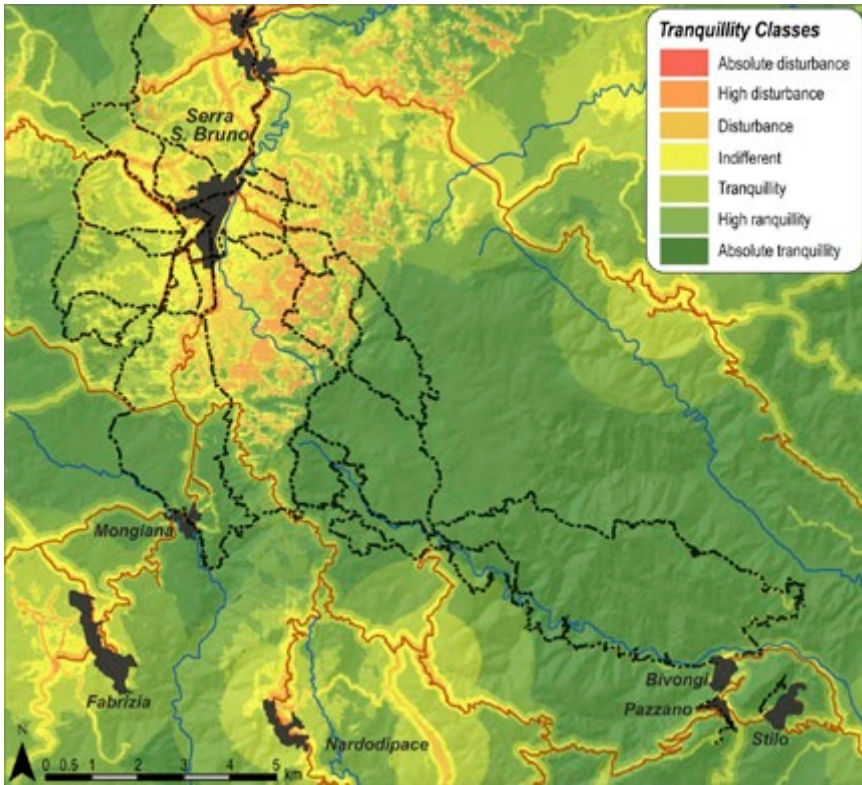 Tranquillity Classes
Absolute disturbance
High disturbance
Disturbance
Indifferent
Tranquillity
High ranquillity
Absolute tranquillity
Serra
S. Bruno
Mongiana
Fabrizia
Nardodipace
Bivongi
Pazzano
Stilo
N
0 0.5 1 2 3 4 5
km